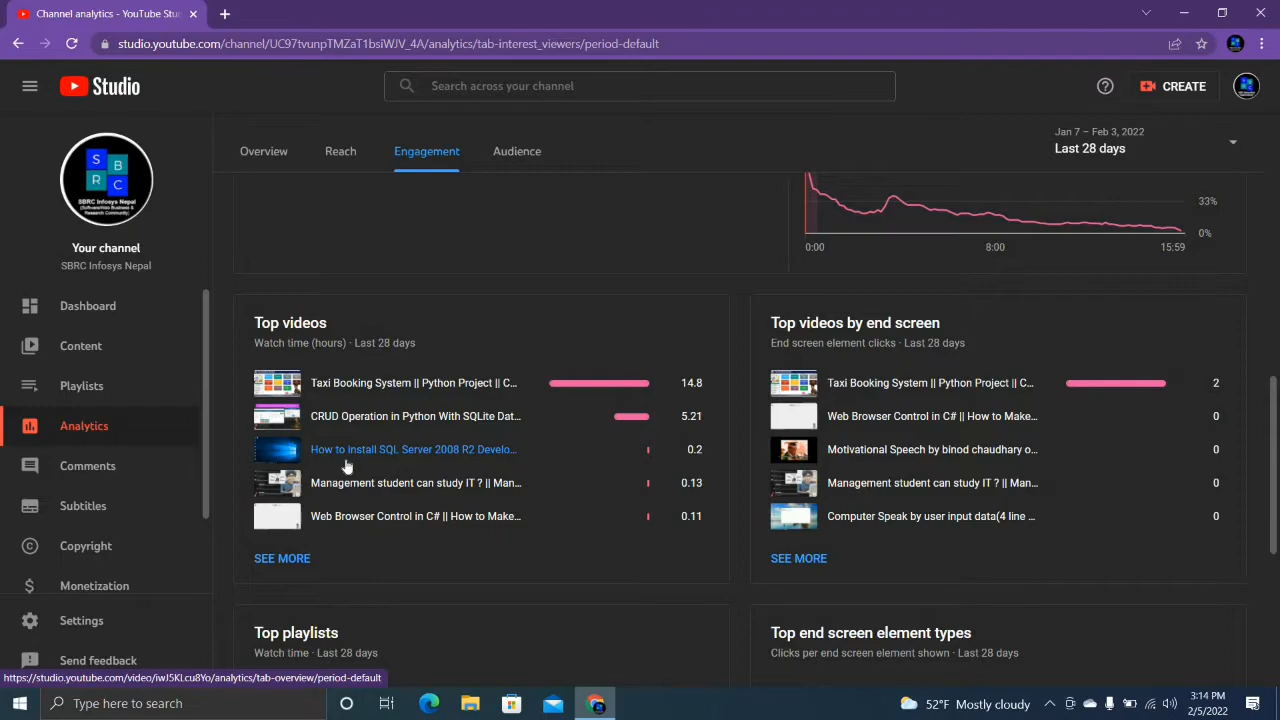 Channel analytics - YouTube Stu
studio.youtube.com/channel/UC97tvunpTMZaT1bsiWJV_4A/analytics/tab-interest_viewers/period-default
Studio
Search across your channel
CREATE
S
B
R
C
SBRC Infosys Nepal
(Software/Web Business &
Research Community)
Your channel
SBRC Infosys Nepal
Dashboard
Content
Playlists
Analytics
Comments
Subtitles
Copyright
Monetization
Settings
Send feedback
Overview
Reach
Engagement
Audience
Jan 7 – Feb 3, 2022
Last 28 days
33%
0%
0:00
8:00
15:59
Top videos
Watch time (hours) · Last 28 days
Taxi Booking System || Python Project || C... 14.8
CRUD Operation in Python With SQLite Dat... 5.21
How to install SQL Server 2008 R2 Develo... 0.2
Management student can study IT ? || Man... 0.13
Web Browser Control in C# || How to Make... 0.11
SEE MORE
Top videos by end screen
End screen element clicks · Last 28 days
Taxi Booking System || Python Project || C... 2
Web Browser Control in C# || How to Make... 0
Motivational Speech by binod chaudhary o... 0
Management student can study IT ? || Man... 0
Computer Speak by user input data(4 line ... 0
SEE MORE
Top playlists
Watch time · Last 28 days
Top end screen element types
Clicks per end screen element shown · Last 28 days
https://studio.youtube.com/video/iwJ5KLcu8Yo/analytics/tab-overview/period-default
Type here to search
52°F Mostly cloudy
3:14 PM
2/5/2022